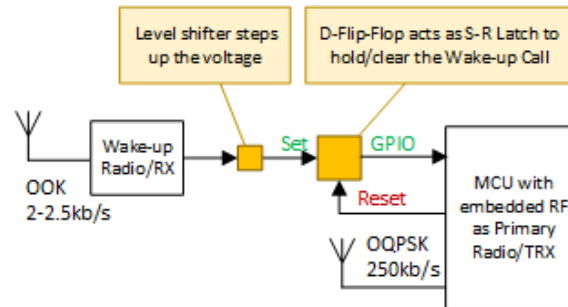 Level shifter steps
up the voltage
D-Flip-Flop acts as S-R Latch to
hold/clear the Wake-up Call
Wake-up
Radio/RX
Set
GPIO
Reset
OOK
2-2.5kb/s
MCU with
embedded RF
as Primary
Radio/TRX
OQPSK
250kb/s